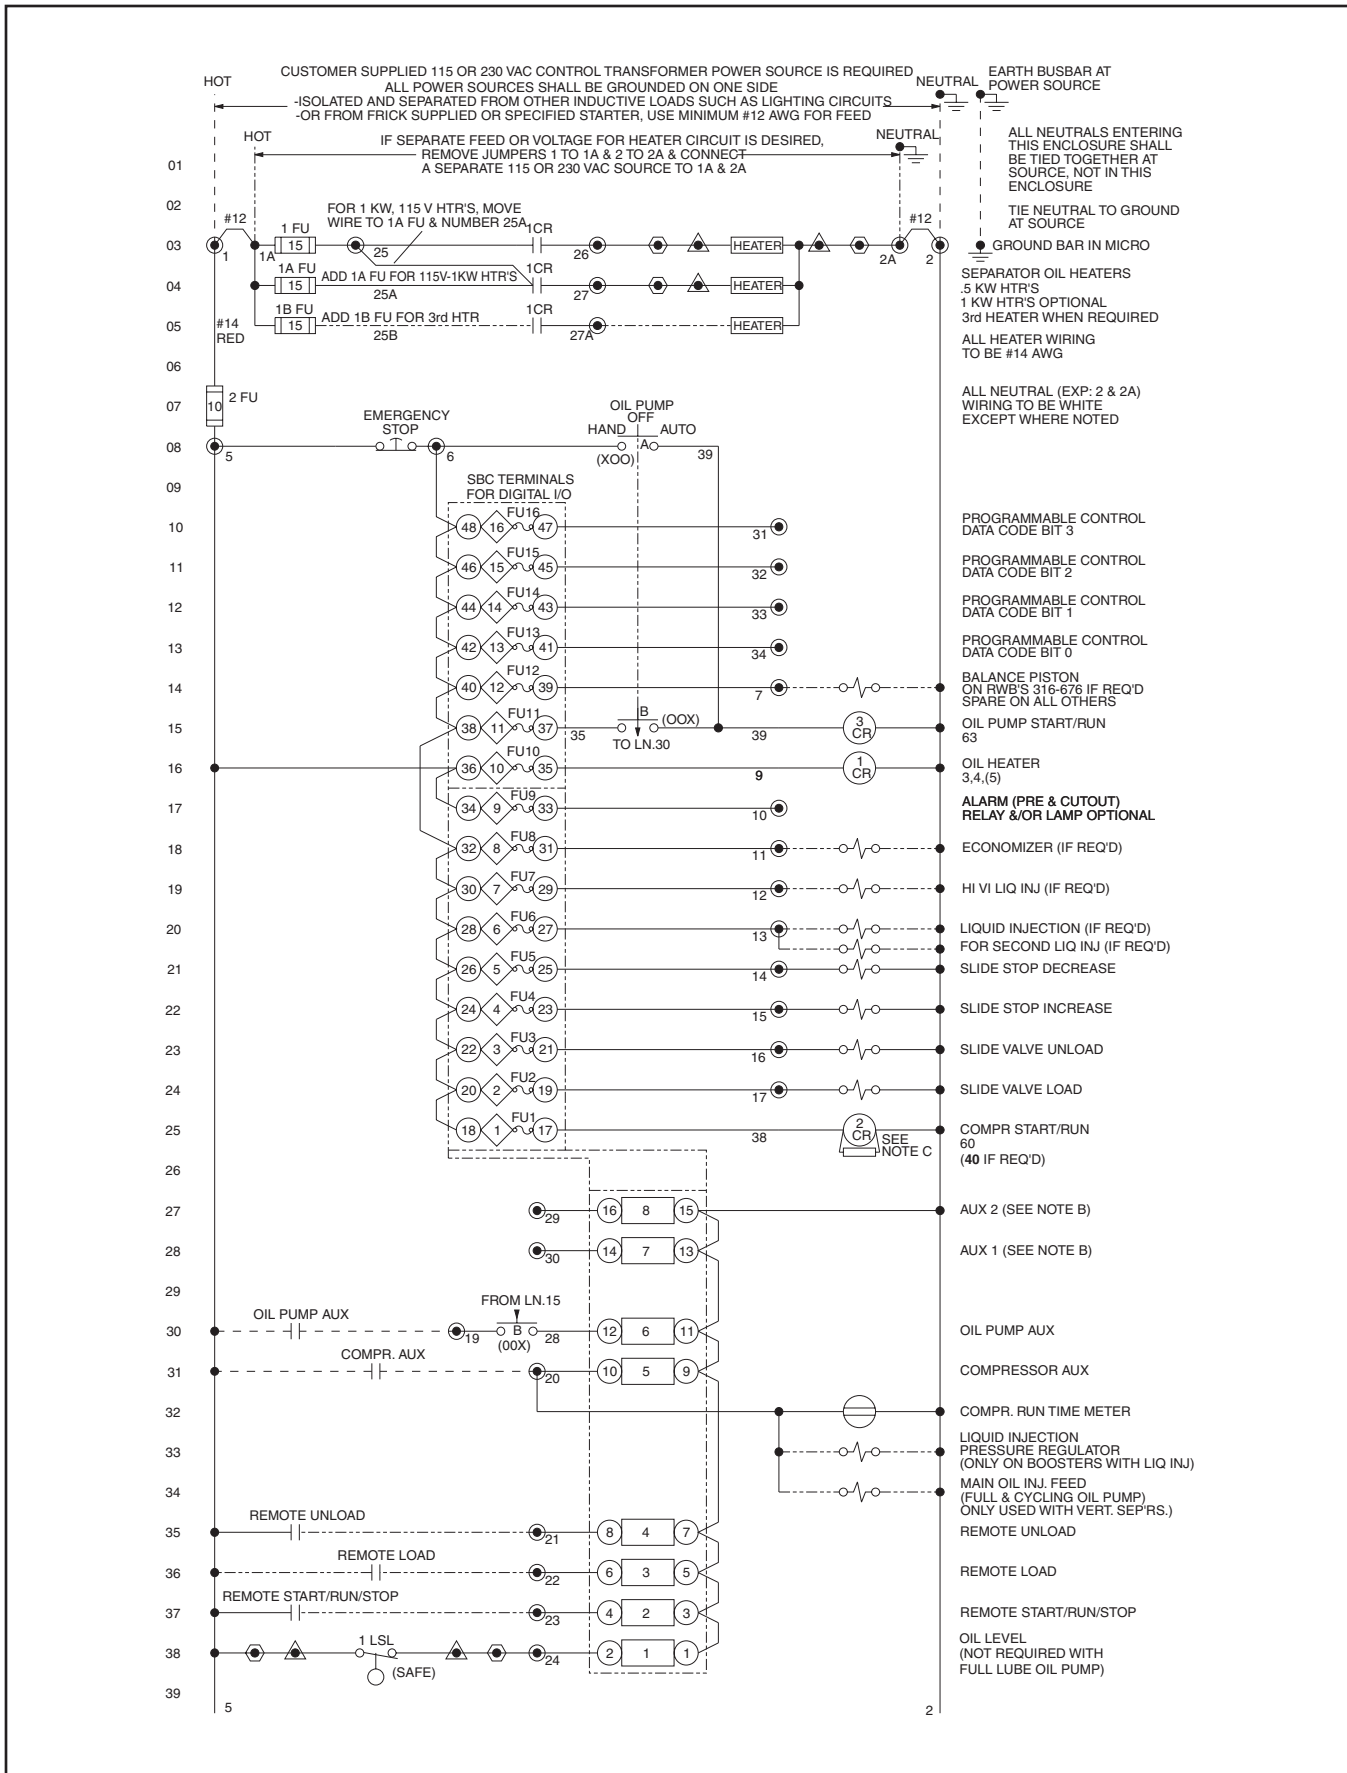 CUSTOMER SUPPLIED 115 OR 230 VAC CONTROL TRANSFORMER POWER SOURCE IS REQUIRED
ALL POWER SOURCES SHALL BE GROUNDED ON ONE SIDE
-ISOLATED AND SEPARATED FROM OTHER INDUCTIVE LOADS SUCH AS LIGHTING CIRCUITS
-OR FROM FRICK SUPPLIED OR SPECIFIED STARTER, USE MINIMUM #12 AWG FOR FEED
HOT
NEUTRAL
EARTH BUSBAR AT
POWER SOURCE
HOT
IF SEPARATE FEED OR VOLTAGE FOR HEATER CIRCUIT IS DESIRED,
REMOVE JUMPERS 1 TO 1A & 2 TO 2A & CONNECT
A SEPARATE 115 OR 230 VAC SOURCE TO 1A & 2A
NEUTRAL
ALL NEUTRALS ENTERING
THIS ENCLOSURE SHALL
BE TIED TOGETHER AT
SOURCE, NOT IN THIS
ENCLOSURE
TIE NEUTRAL TO GROUND
AT SOURCE
01
02
FOR 1 KW, 115 V HTR'S, MOVE
WIRE TO 1A FU & NUMBER 25A
#12
#12
03 1 1A 1 FU 15 25 1CR 26 HEATER 2A 2 GROUND BAR IN MICRO
04 1A FU 15 ADD 1A FU FOR 115V-1KW HTR'S 25A 1CR 27 HEATER
SEPARATOR OIL HEATERS
.5 KW HTR'S
1 KW HTR'S OPTIONAL
3rd HEATER WHEN REQUIRED
05 #14 RED 1B FU 15 ADD 1B FU FOR 3rd HTR 25B 1CR 27A HEATER
ALL HEATER WIRING
TO BE #14 AWG
06
07 10 2 FU
ALL NEUTRAL (EXP: 2 & 2A)
WIRING TO BE WHITE
EXCEPT WHERE NOTED
EMERGENCY
STOP
OIL PUMP
OFF
HAND AUTO
08 5 6 A (XOO) 39
09
SBC TERMINALS
FOR DIGITAL I/O
10 48 16 FU16 47 31
PROGRAMMABLE CONTROL
DATA CODE BIT 3
11 46 15 FU15 45 32
PROGRAMMABLE CONTROL
DATA CODE BIT 2
12 44 14 FU14 43 33
PROGRAMMABLE CONTROL
DATA CODE BIT 1
13 42 13 FU13 41 34
PROGRAMMABLE CONTROL
DATA CODE BIT 0
14 40 12 FU12 39 7
BALANCE PISTON
ON RWB'S 316-676 IF REQ'D
SPARE ON ALL OTHERS
15 38 11 FU11 37 35 B (OOX) 39 3 CR
TO LN.30
OIL PUMP START/RUN
63
16 36 10 FU10 35 9 1 CR
OIL HEATER
3,4,(5)
17 34 9 FU9 33 10
ALARM (PRE & CUTOUT)
RELAY &/OR LAMP OPTIONAL
18 32 8 FU8 31 11 ECONOMIZER (IF REQ'D)
19 30 7 FU7 29 12 HI VI LIQ INJ (IF REQ'D)
20 28 6 FU6 27 13 LIQUID INJECTION (IF REQ'D)
FOR SECOND LIQ INJ (IF REQ'D)
21 26 5 FU5 25 14 SLIDE STOP DECREASE
22 24 4 FU4 23 15 SLIDE STOP INCREASE
23 22 3 FU3 21 16 SLIDE VALVE UNLOAD
24 20 2 FU2 19 17 SLIDE VALVE LOAD
25 18 1 FU1 17 38 2 CR SEE NOTE C
COMPR START/RUN
60
(40 IF REQ'D)
26
27 29 16 8 15 AUX 2 (SEE NOTE B)
28 30 14 7 13 AUX 1 (SEE NOTE B)
29
FROM LN.15
OIL PUMP AUX
30 19 B (00X) 28 12 6 11 OIL PUMP AUX
COMPR. AUX
31 20 10 5 9 COMPRESSOR AUX
32 COMPR. RUN TIME METER
33
LIQUID INJECTION
PRESSURE REGULATOR
(ONLY ON BOOSTERS WITH LIQ INJ)
34
MAIN OIL INJ. FEED
(FULL & CYCLING OIL PUMP)
ONLY USED WITH VERT. SEP'RS.)
REMOTE UNLOAD
35 21 8 4 7 REMOTE UNLOAD
REMOTE LOAD
36 22 6 3 5 REMOTE LOAD
REMOTE START/RUN/STOP
37 23 4 2 3 REMOTE START/RUN/STOP
38 1 LSL (SAFE) 24 2 1 1
OIL LEVEL
(NOT REQUIRED WITH
FULL LUBE OIL PUMP)
39 5 2